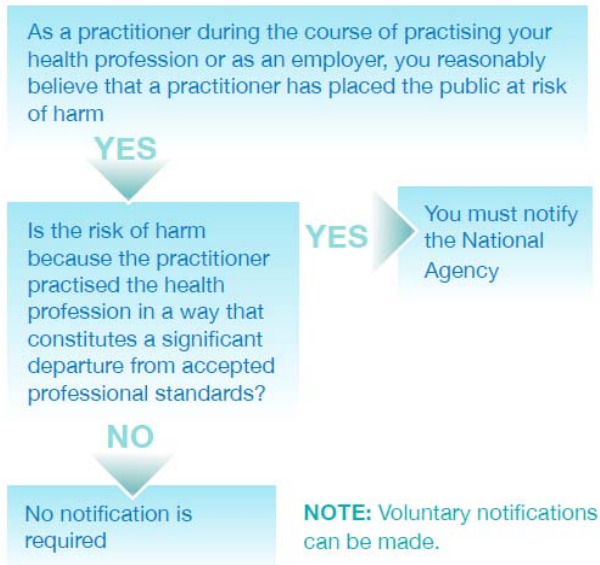 As a practitioner during the course of practising your
health profession or as an employer, you reasonably
believe that a practitioner has placed the public at risk
of harm
YES
Is the risk of harm
because the practitioner
practised the health
profession in a way that
constitutes a significant
departure from accepted
professional standards?
YES
You must notify
the National
Agency
NO
No notification is
required
NOTE: Voluntary notifications
can be made.